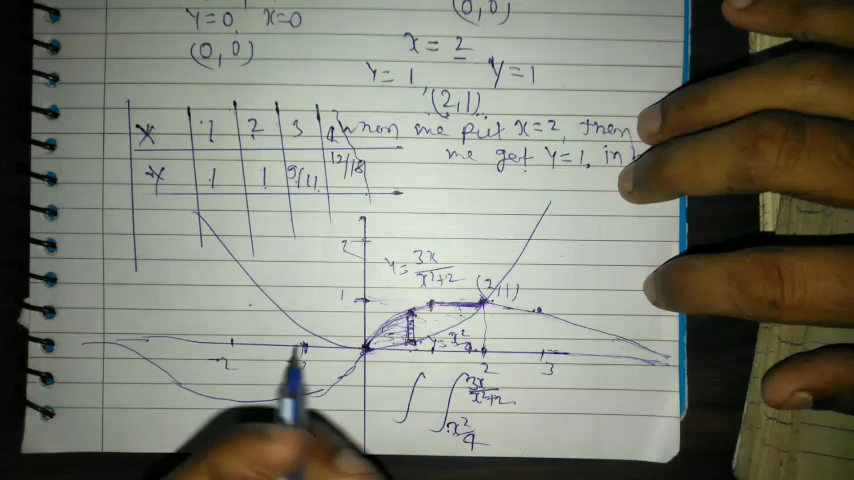 Y=0, X=0
(0,0)
(0,0)
X = 2
Y=1, Y=1
(2,1)
When we put X=2, then
we get Y=1. in
X 1 2 3 4
Y 1 1 9/11 12/18
2
1
Y = 3x/x²+2
(2,1)
Y = x²/4
-2
2 3
∫ ∫ 3x/x²+2
x²/4